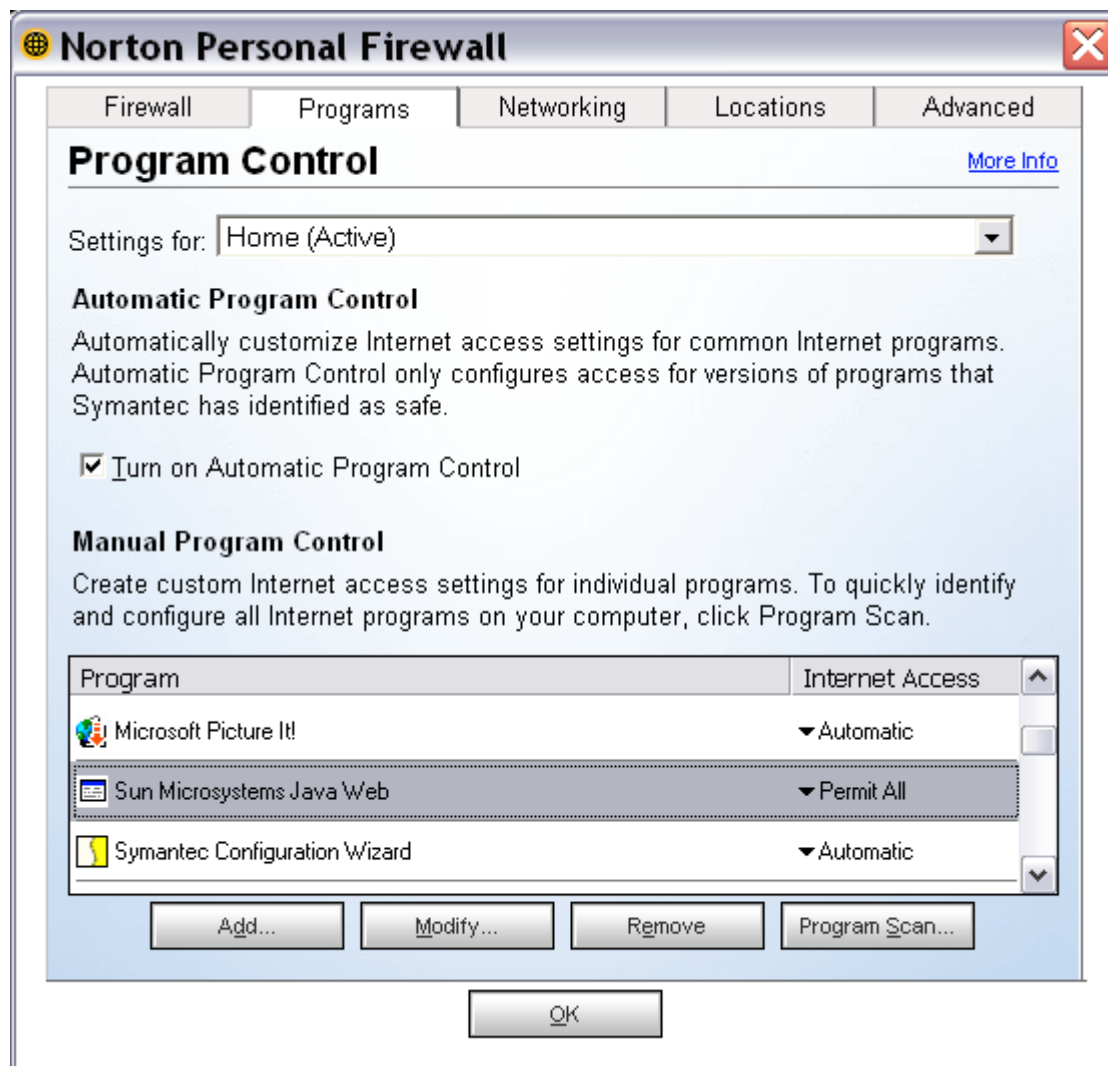 Norton Personal Firewall
Firewall Programs Networking Locations Advanced
Program Control More Info
Settings for: Home (Active)
Automatic Program Control
Automatically customize Internet access settings for common Internet programs.
Automatic Program Control only configures access for versions of programs that
Symantec has identified as safe.
Turn on Automatic Program Control
Manual Program Control
Create custom Internet access settings for individual programs. To quickly identify
and configure all Internet programs on your computer, click Program Scan.
Program Internet Access
Microsoft Picture It! Automatic
Sun Microsystems Java Web Permit All
Symantec Configuration Wizard Automatic
Add... Modify... Remove Program Scan...
OK